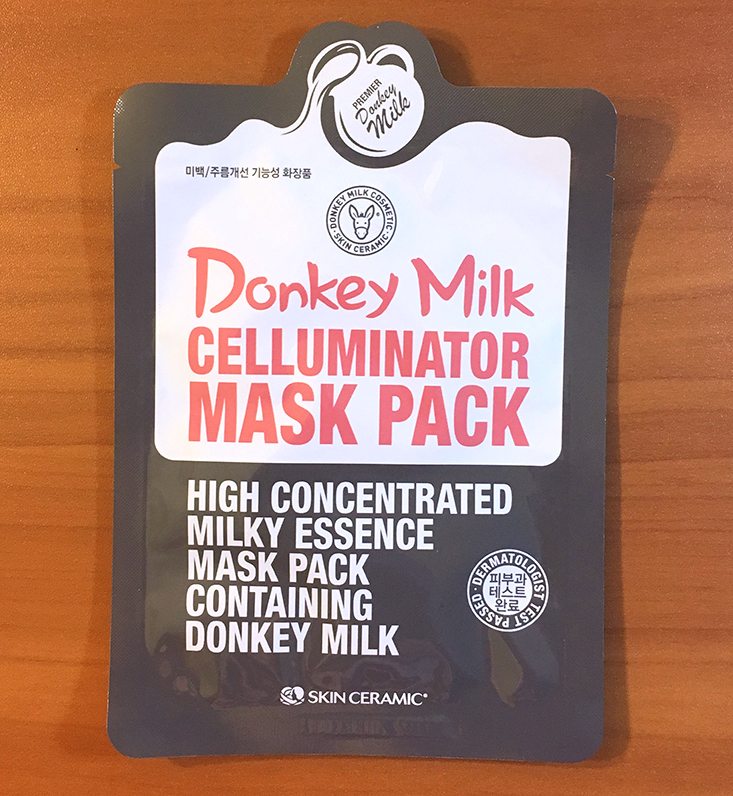 PREMIER
Donkey
Milk
미백/주름개선 기능성 화장품
DONKEY MILK COSMETIC
SKIN CERAMIC
Donkey Milk
CELLUMINATOR
MASK PACK
HIGH CONCENTRATED
MILKY ESSENCE
MASK PACK
CONTAINING
DONKEY MILK
DERMATOLOGIST TEST PASSED
피부과
테스트
완료
SKIN CERAMIC®